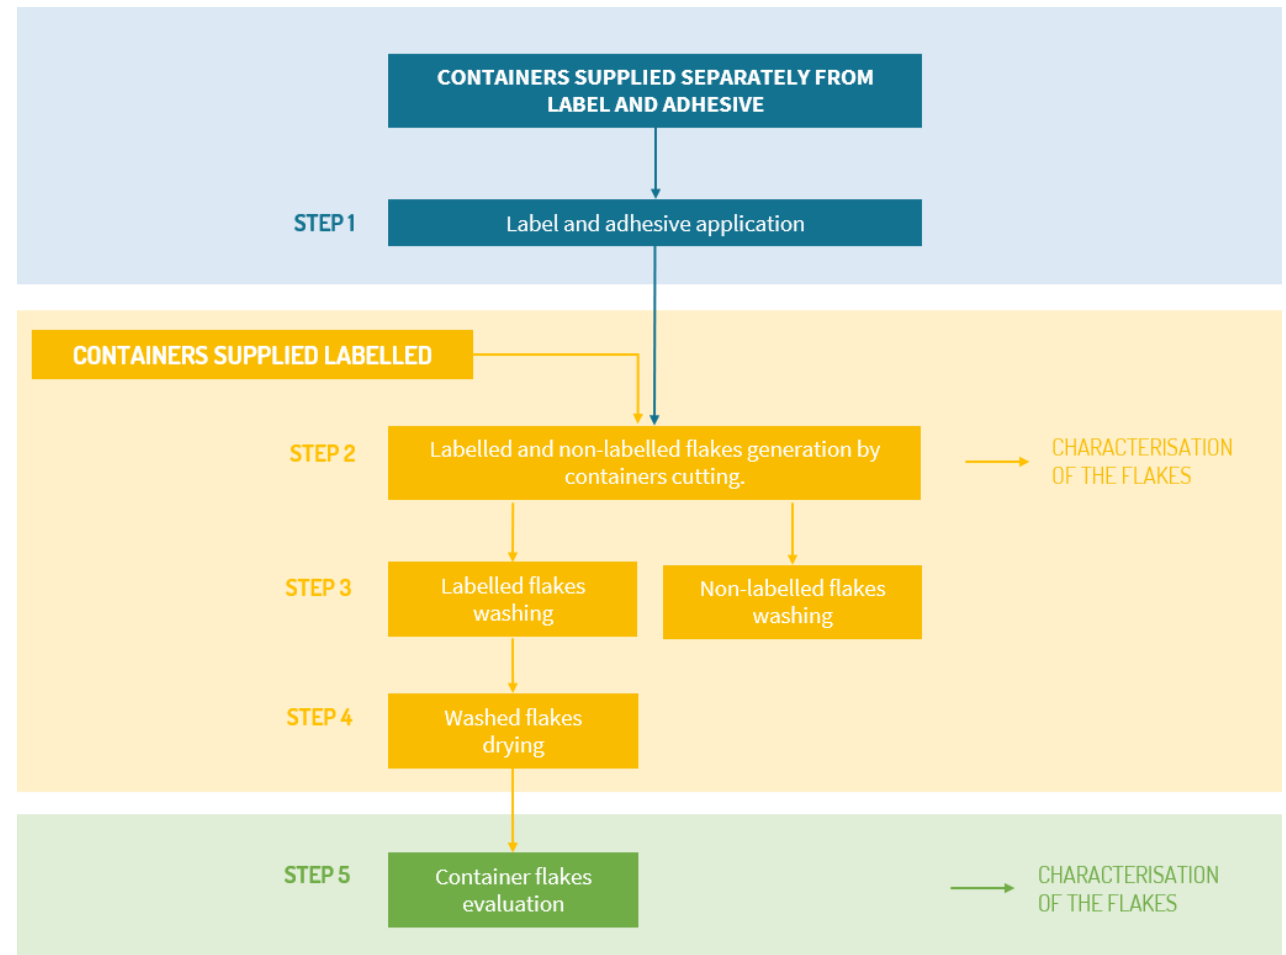 CONTAINERS SUPPLIED SEPARATELY FROM
LABEL AND ADHESIVE
STEP 1
Label and adhesive application
CONTAINERS SUPPLIED LABELLED
STEP 2
Labelled and non-labelled flakes generation by
containers cutting.
CHARACTERISATION
OF THE FLAKES
STEP 3
Labelled flakes
washing
Non-labelled flakes
washing
STEP 4
Washed flakes
drying
STEP 5
Container flakes
evaluation
CHARACTERISATION
OF THE FLAKES